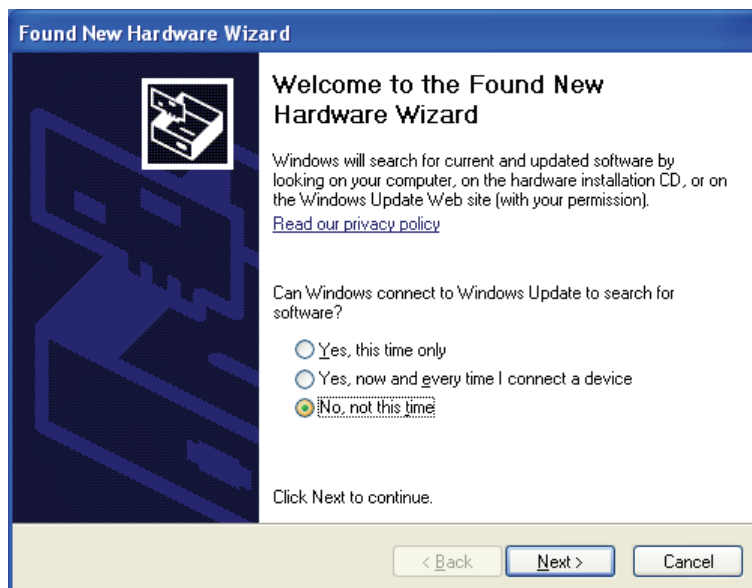 Found New Hardware Wizard
Welcome to the Found New
Hardware Wizard
Windows will search for current and updated software by
looking on your computer, on the hardware installation CD, or on
the Windows Update Web site (with your permission).
Read our privacy policy
Can Windows connect to Windows Update to search for
software?
Yes, this time only
Yes, now and every time I connect a device
No, not this time
Click Next to continue.
< Back
Next >
Cancel